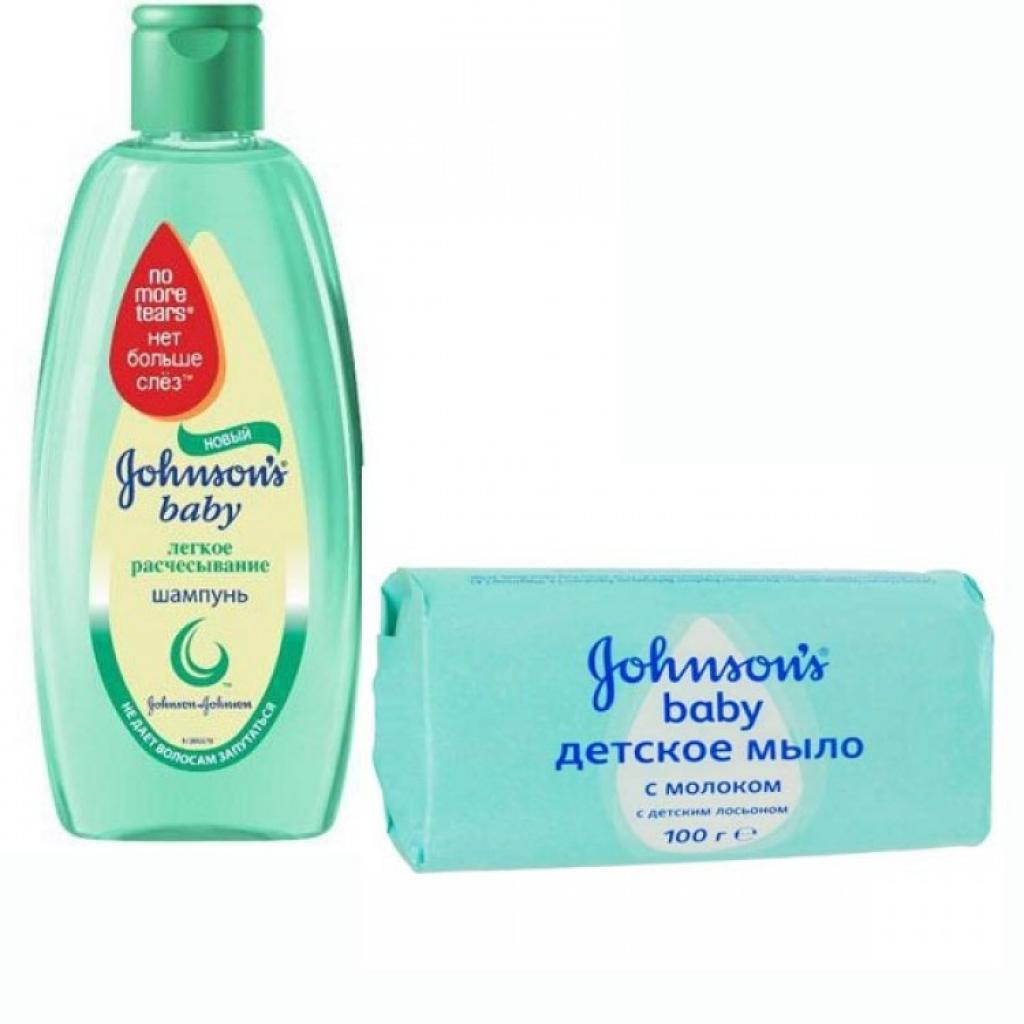 no
more
tears®
нет
больше
слёз™
новый
Johnson's®
baby
легкое
расчесывание
шампунь
™
Johnson & Johnson
НЕ ДАЕТ ВОЛОСАМ ЗАПУТАТЬСЯ
Johnson's®
baby
детское мыло
с молоком
с детским лосьоном
100 г ℮